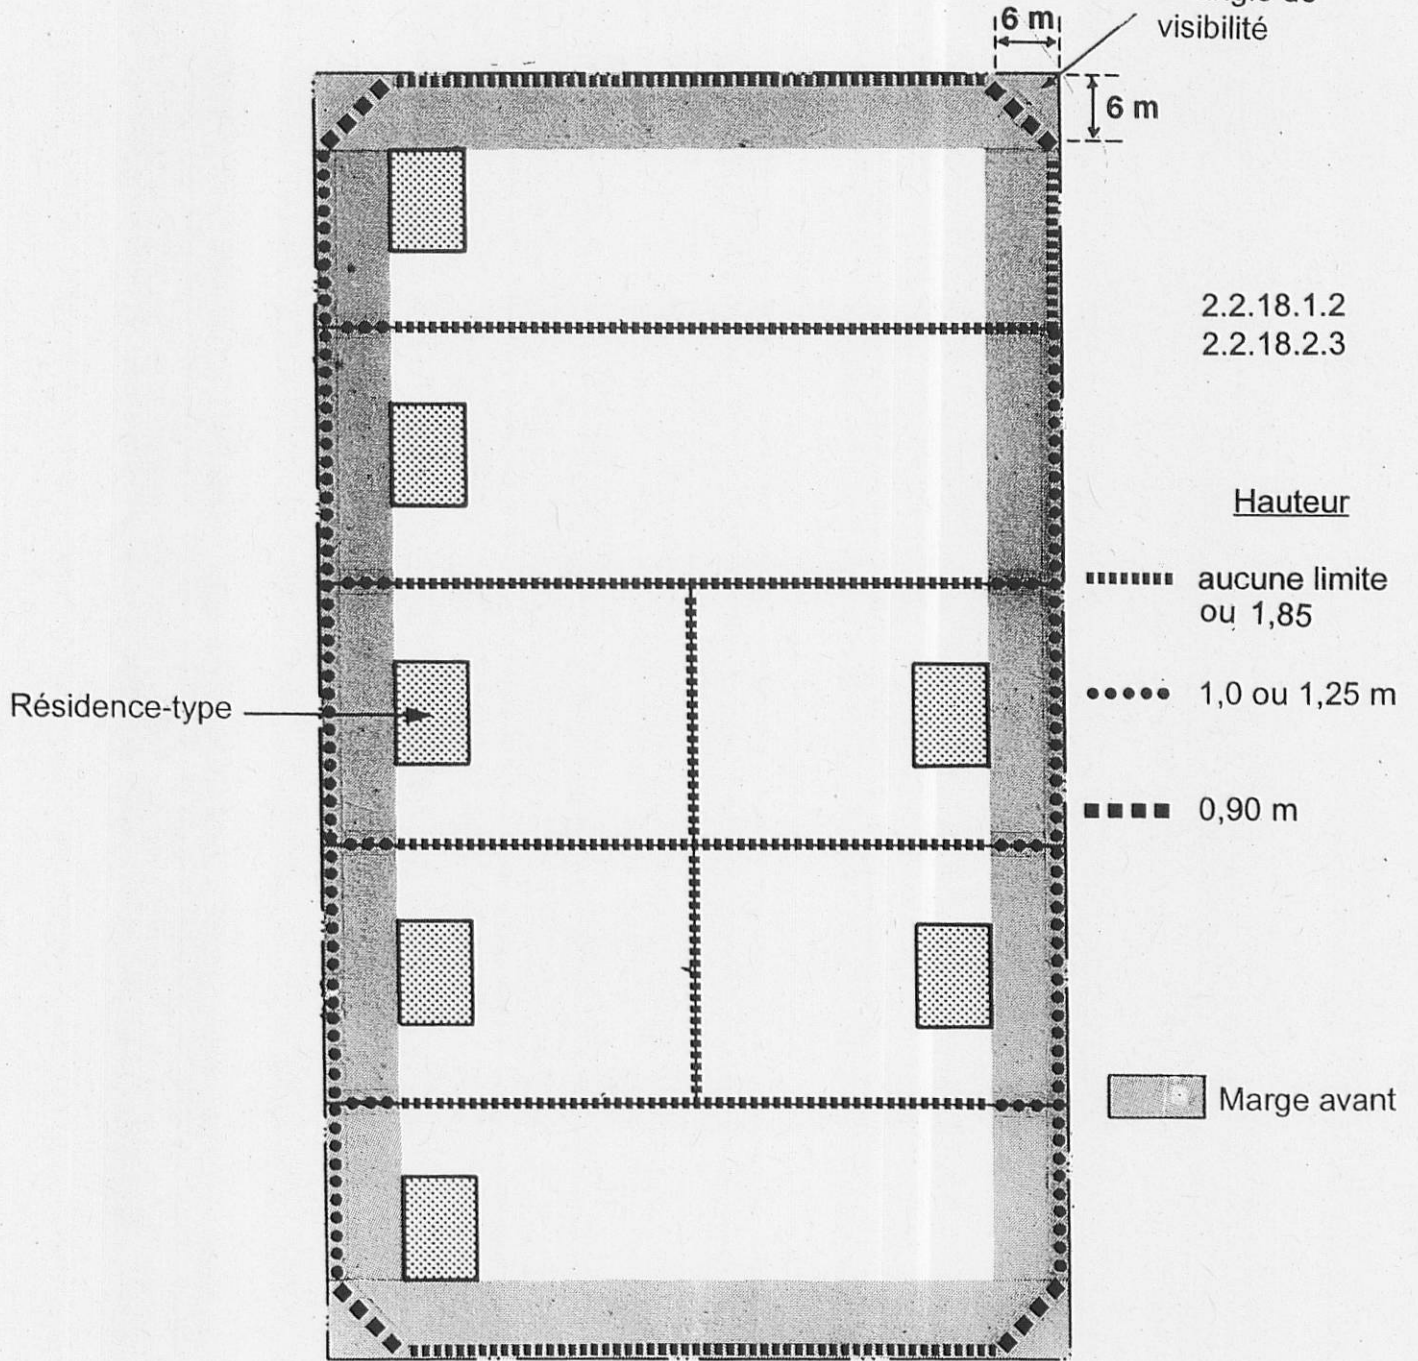 6 m
visibilité
6 m
2.2.18.1.2
2.2.18.2.3
Hauteur
aucune limite
ou 1,85
1,0 ou 1,25 m
Résidence-type
0,90 m
Marge avant